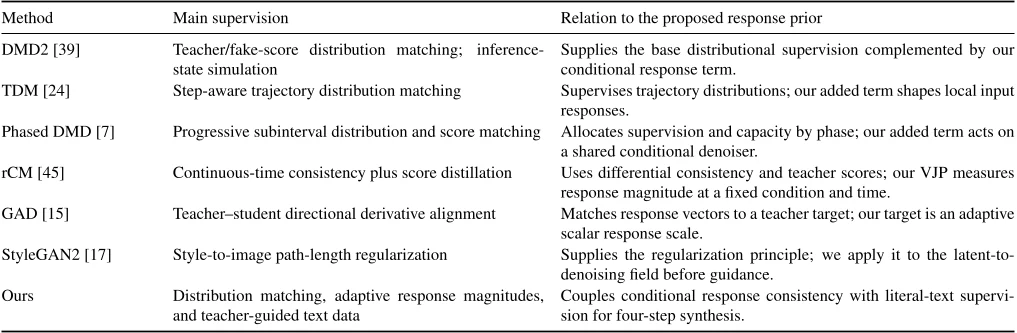 Method Main supervision Relation to the proposed response prior
DMD2 [39] Teacher/fake-score distribution matching; inference- Supplies the base distributional supervision complemented by our
state simulation conditional response term.
TDM [24] Step-aware trajectory distribution matching Supervises trajectory distributions; our added term shapes local input
responses.
Phased DMD [7] Progressive subinterval distribution and score matching Allocates supervision and capacity by phase; our added term acts on
a shared conditional denoiser.
rCM [45] Continuous-time consistency plus score distillation Uses differential consistency and teacher scores; our VJP measures
response magnitude at a fixed condition and time.
GAD [15] Teacher–student directional derivative alignment Matches response vectors to a teacher target; our target is an adaptive
scalar response scale.
StyleGAN2 [17] Style-to-image path-length regularization Supplies the regularization principle; we apply it to the latent-to-
denoising field before guidance.
Ours Distribution matching, adaptive response magnitudes, Couples conditional response consistency with literal-text supervi-
and teacher-guided text data sion for four-step synthesis.